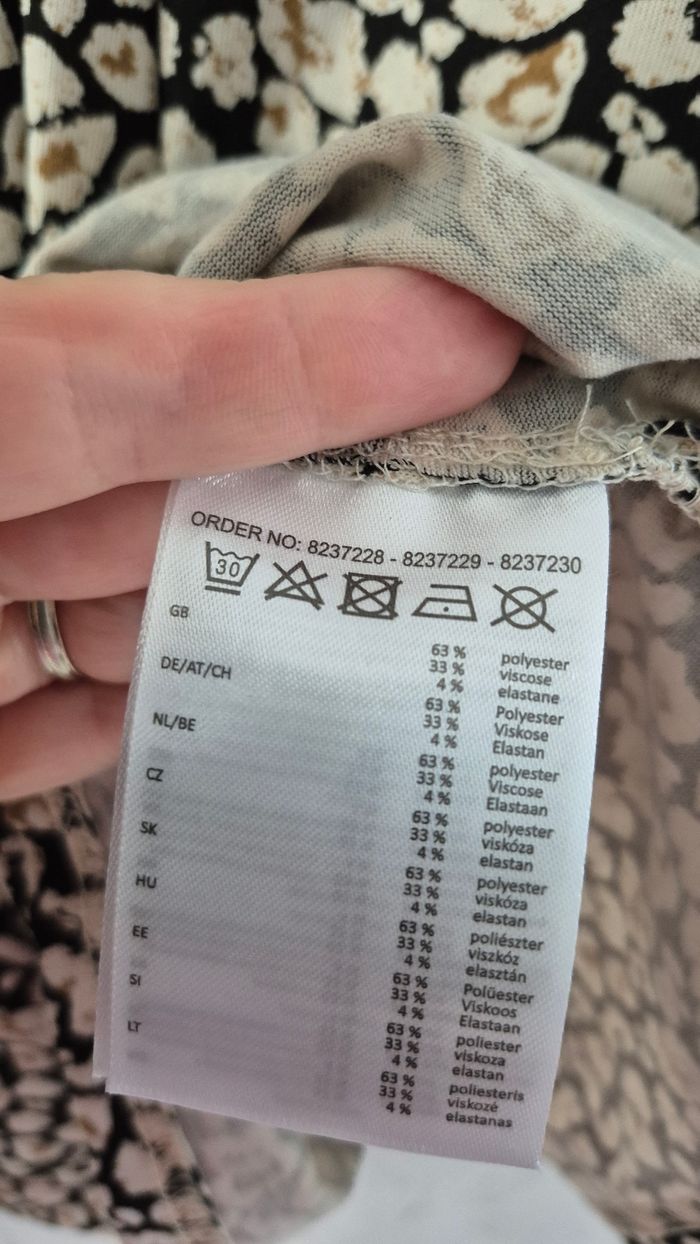 ORDER NO: 8237228 - 8237229 - 8237230
30
GB 63 % polyester
33 % viscose
4 % elastane
DE/AT/CH 63 % Polyester
33 % Viskose
4 % Elastan
NL/BE 63 % polyester
33 % Viscose
4 % Elastaan
CZ 63 % polyester
33 % viskóza
4 % elastan
SK 63 % polyester
33 % viskóza
4 % elastan
HU 63 % poliészter
33 % viszkóz
4 % elasztán
EE 63 % Polüester
33 % Viskoos
4 % Elastaan
SI 63 % poliester
33 % viskoza
4 % elastan
LT 63 % poliesteris
33 % viskozė
4 % elastanas